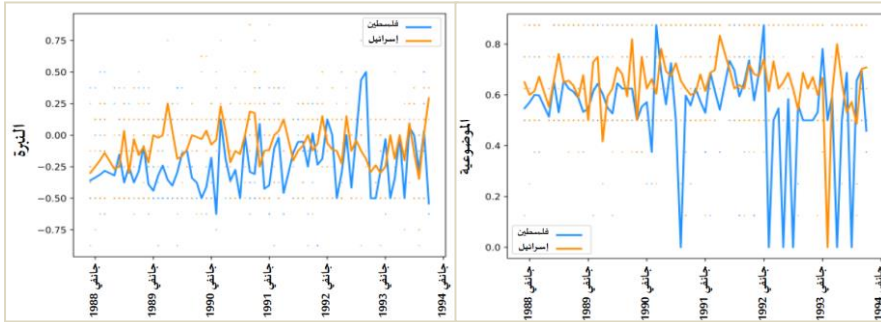 النبرة
0.75
0.50
0.25
0.00
−0.25
−0.50
−0.75
فلسطين
إسرائيل
جانفي 1988
جانفي 1989
جانفي 1990
جانفي 1991
جانفي 1992
جانفي 1993
جانفي 1994
الموضوعية
0.8
0.6
0.4
0.2
0.0
فلسطين
إسرائيل
جانفي 1988
جانفي 1989
جانفي 1990
جانفي 1991
جانفي 1992
جانفي 1993
جانفي 1994